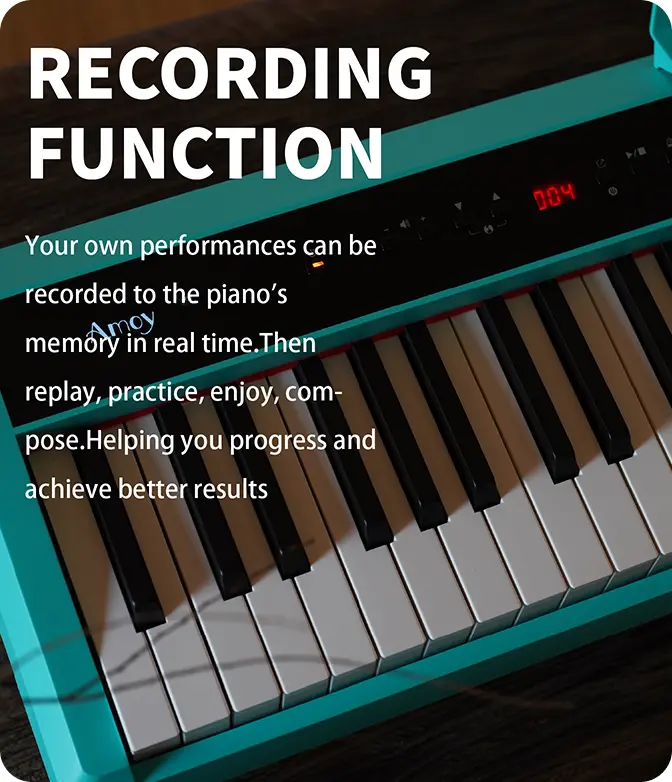 RECORDING
FUNCTION
004
Your own performances can be
recorded to the piano's
Amoy
memory in real time.Then
replay, practice, enjoy, com-
pose.Helping you progress and
achieve better results